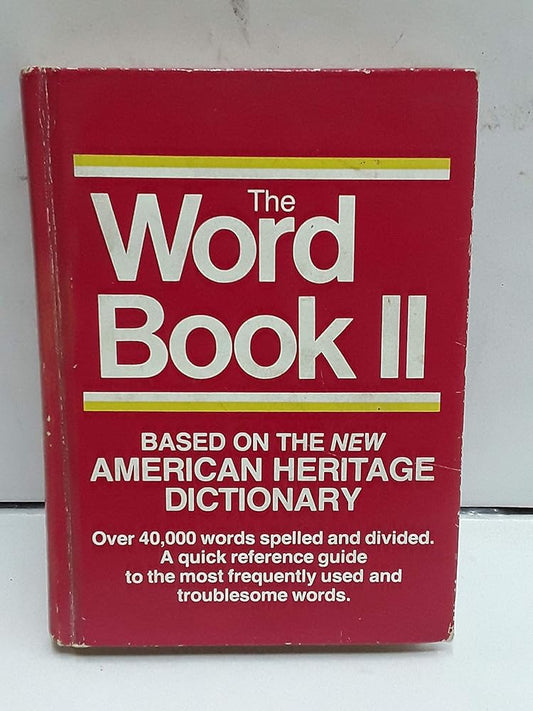 The
Word
Book II
BASED ON THE NEW
AMERICAN HERITAGE
DICTIONARY
Over 40,000 words spelled and divided.
A quick reference guide
to the most frequently used and
troublesome words.